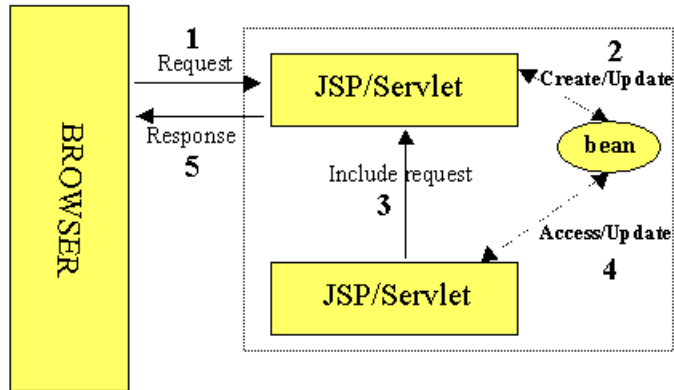 1
Request
JSP/Servlet
2
Create/Update
BROWSER
Response
5
bean
Include request
3
Access/Update
4
JSP/Servlet